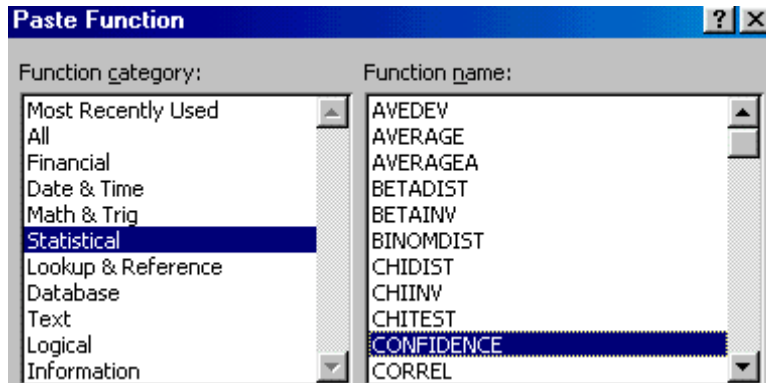 Paste Function
Function category:
Most Recently Used
All
Financial
Date & Time
Math & Trig
Statistical
Lookup & Reference
Database
Text
Logical
Information
Function name:
AVEDEV
AVERAGE
AVERAGEA
BETADIST
BETAINV
BINOMDIST
CHIDIST
CHIINV
CHITEST
CONFIDENCE
CORREL